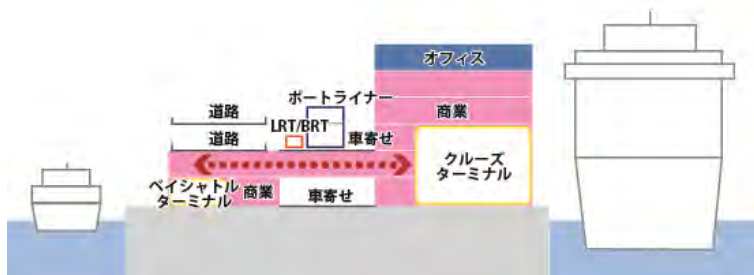 オフィス
ポートライナー
道路
商業
LRT/BRT
道路
車寄せ
クルーズ
ターミナル
ベイシャトル
ターミナル
商業
車寄せ